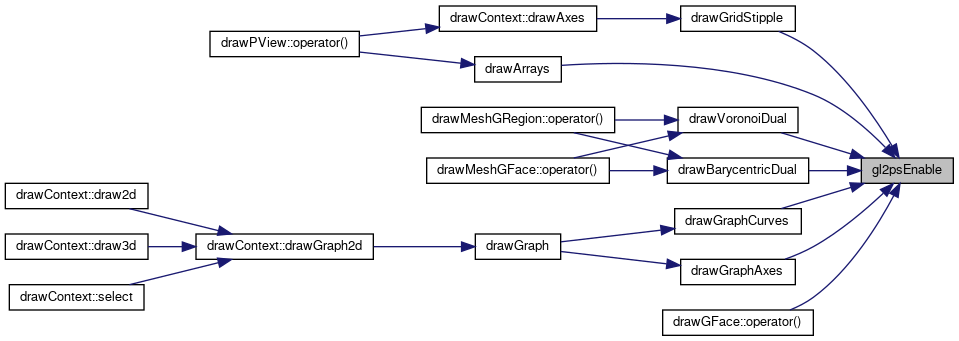 drawContext::drawAxes
drawGridStipple
drawPView::operator()
drawArrays
drawMeshGRegion::operator()
drawVoronoiDual
drawMeshGFace::operator()
drawBarycentricDual
gl2psEnable
drawContext::draw2d
drawGraphCurves
drawContext::draw3d
drawContext::drawGraph2d
drawGraph
drawGraphAxes
drawContext::select
drawGFace::operator()